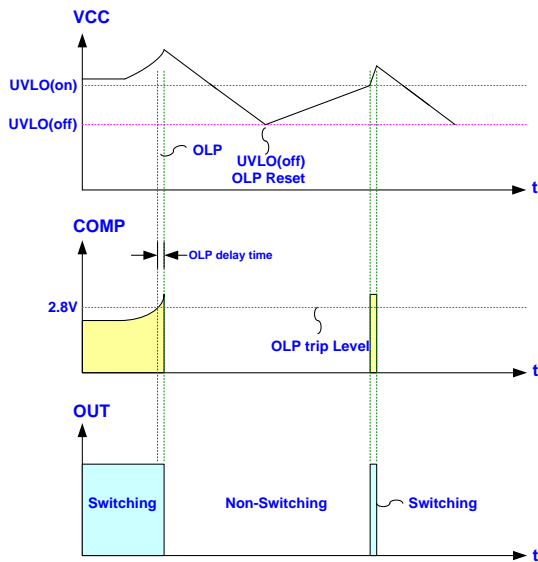 VCC
UVLO(on)
UVLO(off)
OLP
UVLO(off)
OLP Reset
t
COMP
OLP delay time
2.8V
OLP trip Level
t
OUT
Switching
Non-Switching
Switching
t